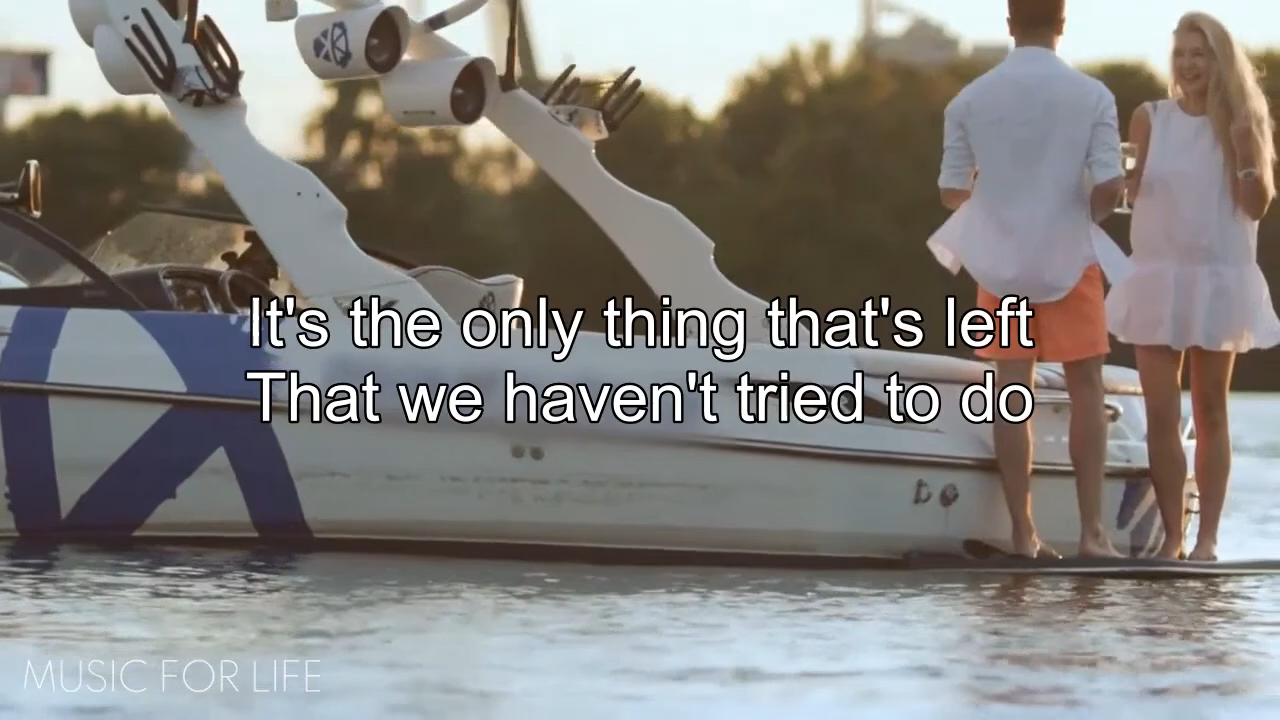 It's the only thing that's left
That we haven't tried to do
MUSIC FOR LIFE